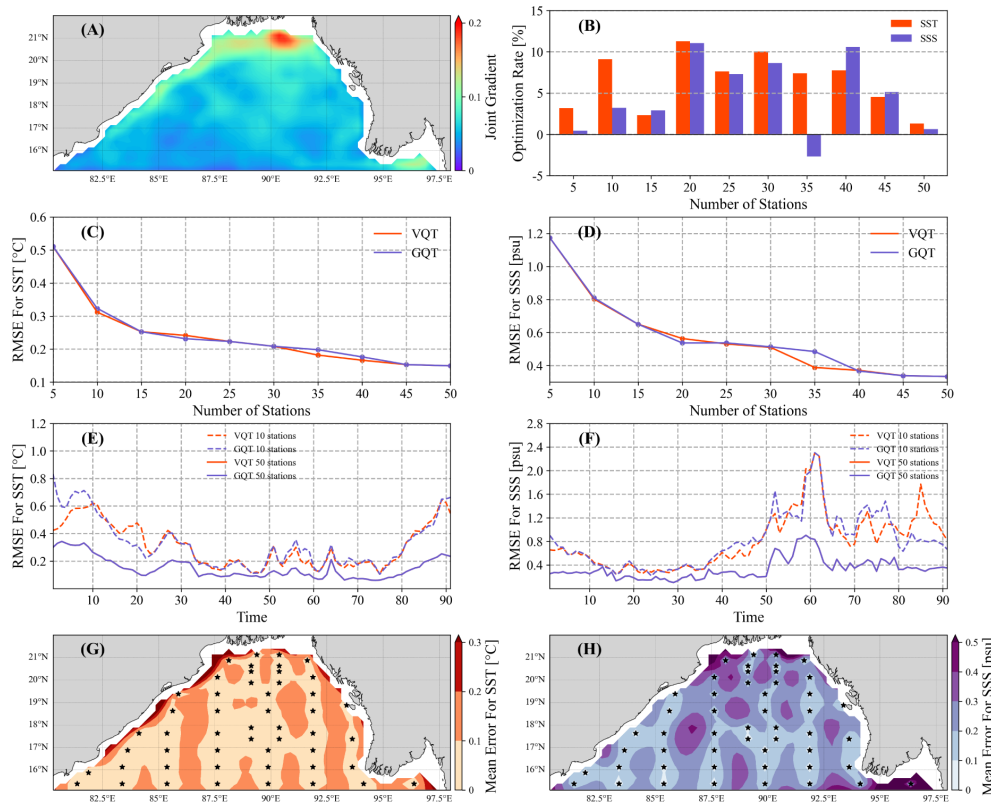 (A)
21°N
20°N
19°N
18°N
17°N
16°N
82.5°E 85°E 87.5°E 90°E 92.5°E 95°E 97.5°E
0.2
0.1
0
Joint Gradient
(B)
SST
SSS
Optimization Rate [%]
15
10
5
0
-5
5 10 15 20 25 30 35 40 45 50
Number of Stations
(C)
VQT
GQT
RMSE For SST [°C]
0.6
0.5
0.4
0.3
0.2
0.1
5 10 15 20 25 30 35 40 45 50
Number of Stations
(D)
VQT
GQT
RMSE For SSS [psu]
1.2
1.0
0.8
0.6
0.4
5 10 15 20 25 30 35 40 45 50
Number of Stations
(E)
VQT 10 stations
GQT 10 stations
VQT 50 stations
GQT 50 stations
RMSE For SST [°C]
1.2
1.0
0.8
0.6
0.4
0.2
10 20 30 40 50 60 70 80 90
Time
(F)
VQT 10 stations
GQT 10 stations
VQT 50 stations
GQT 50 stations
RMSE For SSS [psu]
2.8
2.4
2.0
1.6
1.2
0.8
0.4
10 20 30 40 50 60 70 80 90
Time
(G)
21°N
20°N
19°N
18°N
17°N
16°N
82.5°E 85°E 87.5°E 90°E 92.5°E 95°E 97.5°E
0.3
0.2
0.1
0
Mean Error For SST [°C]
(H)
21°N
20°N
19°N
18°N
17°N
16°N
82.5°E 85°E 87.5°E 90°E 92.5°E 95°E 97.5°E
0.5
0.4
0.3
0.2
0.1
0
Mean Error For SSS [psu]